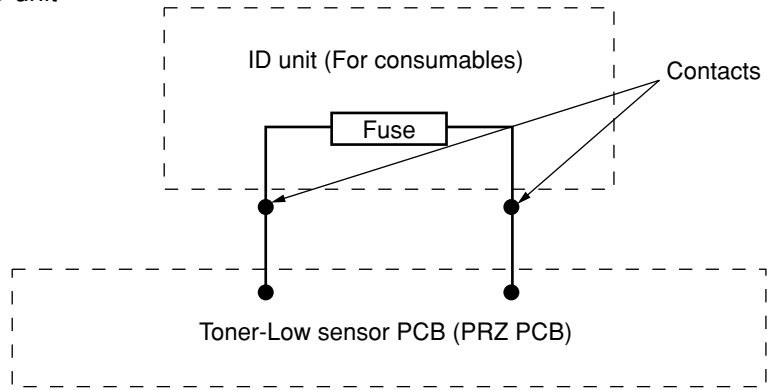 unit
ID unit (For consumables)
Contacts
Fuse
Toner-Low sensor PCB (PRZ PCB)